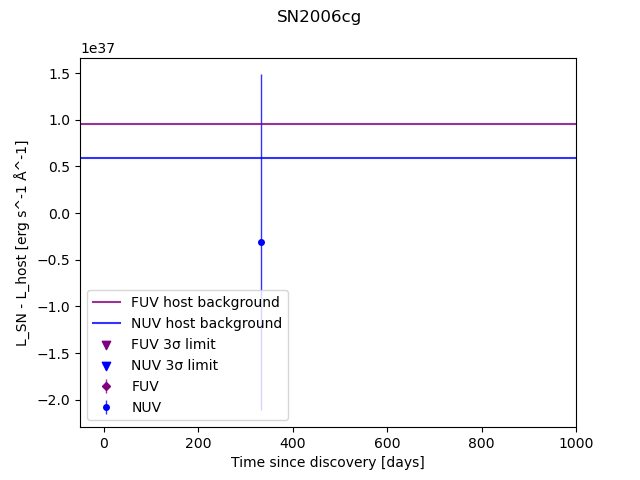 SN2006cg
1e37
L_SN - L_host [erg s^-1 Å^-1]
1.5
1.0
0.5
0.0
−0.5
−1.0
−1.5
−2.0
FUV host background
NUV host background
FUV 3σ limit
NUV 3σ limit
FUV
NUV
0 200 400 600 800 1000
Time since discovery [days]